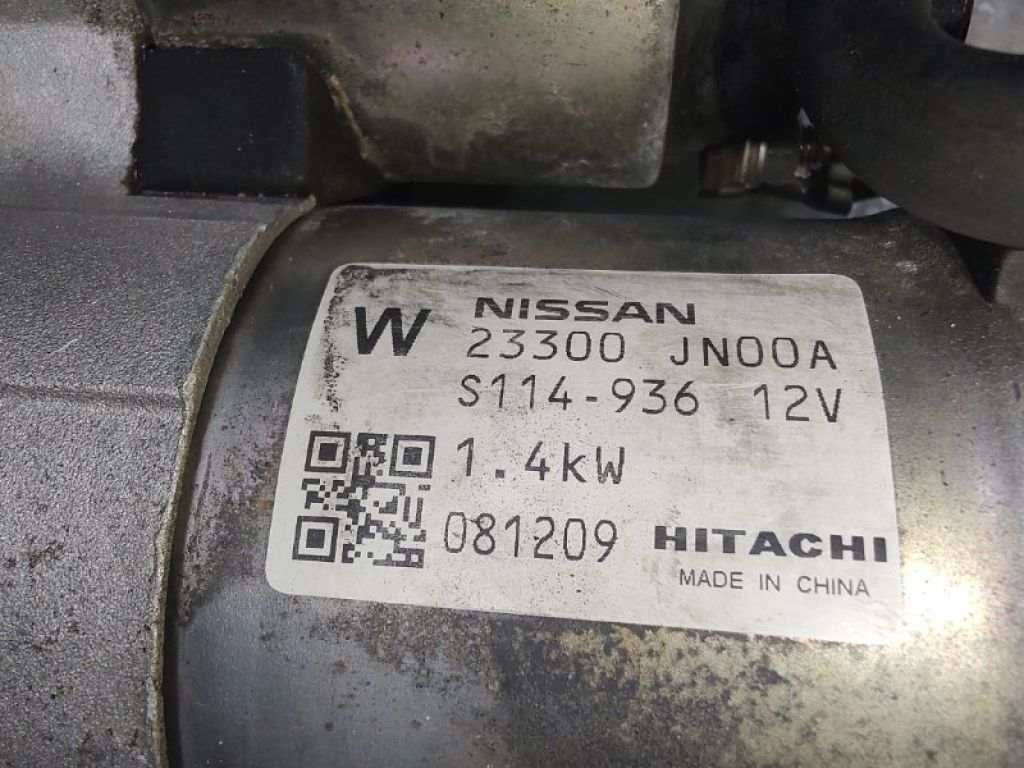 W NISSAN
23300 JN00A
S114-936 12V
1.4kW
081209 HITACHI
MADE IN CHINA